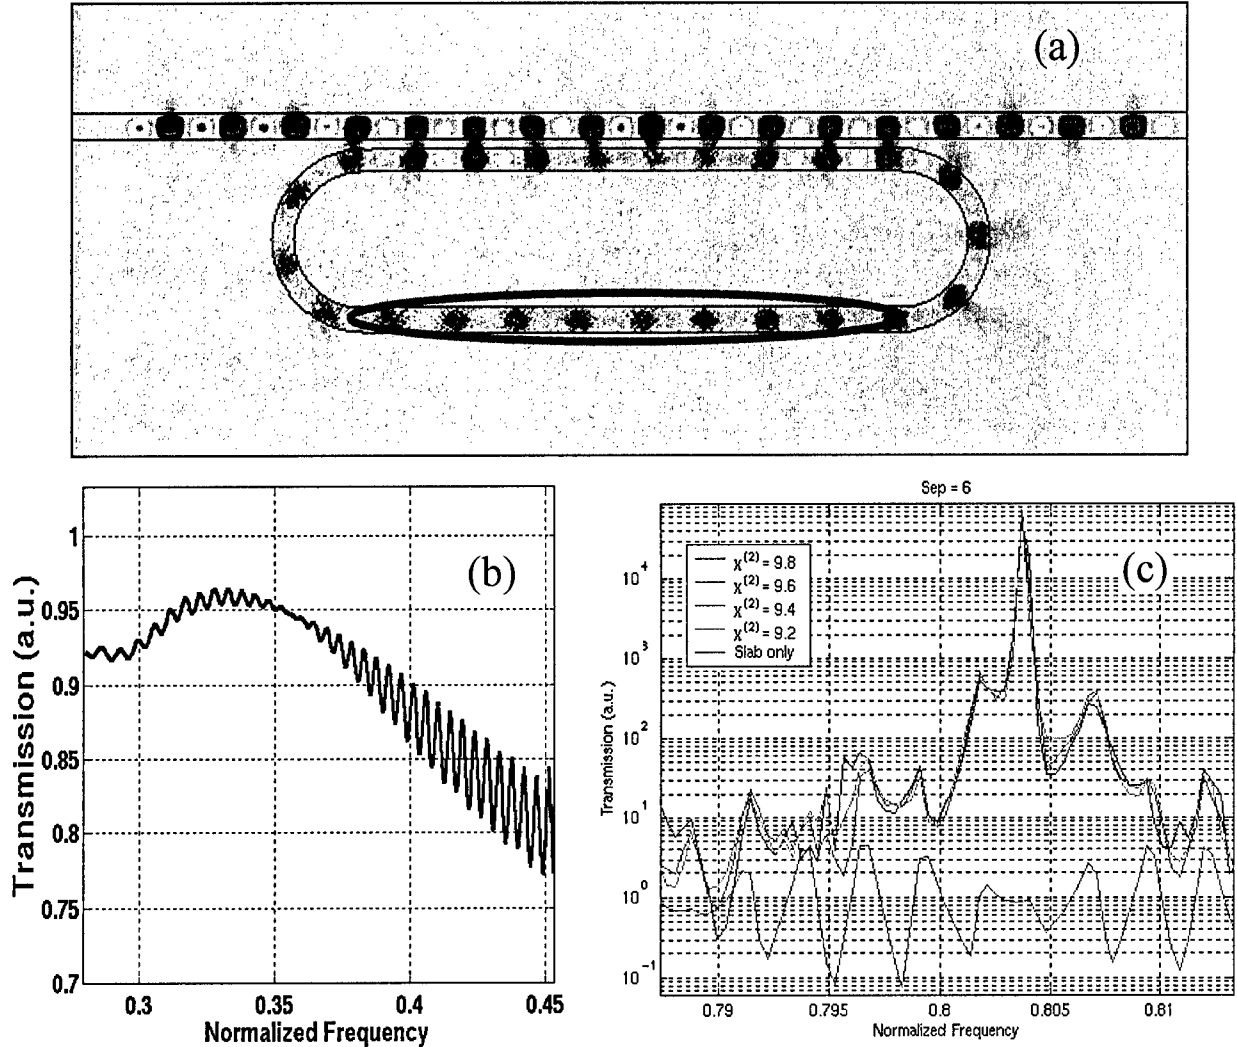 (a)
(b)
1
0.95
0.9
0.85
0.8
0.75
0.7
0.3
0.35
0.4
0.45
Transmission (a.u.)
Normalized Frequency
Sep = 6
(c)
χ(2) = 9.8
χ(2) = 9.6
χ(2) = 9.4
χ(2) = 9.2
Slab only
10^4
10^3
10^2
10^1
10^0
10^-1
0.79
0.795
0.8
0.805
0.81
Transmission (a.u.)
Normalized Frequency